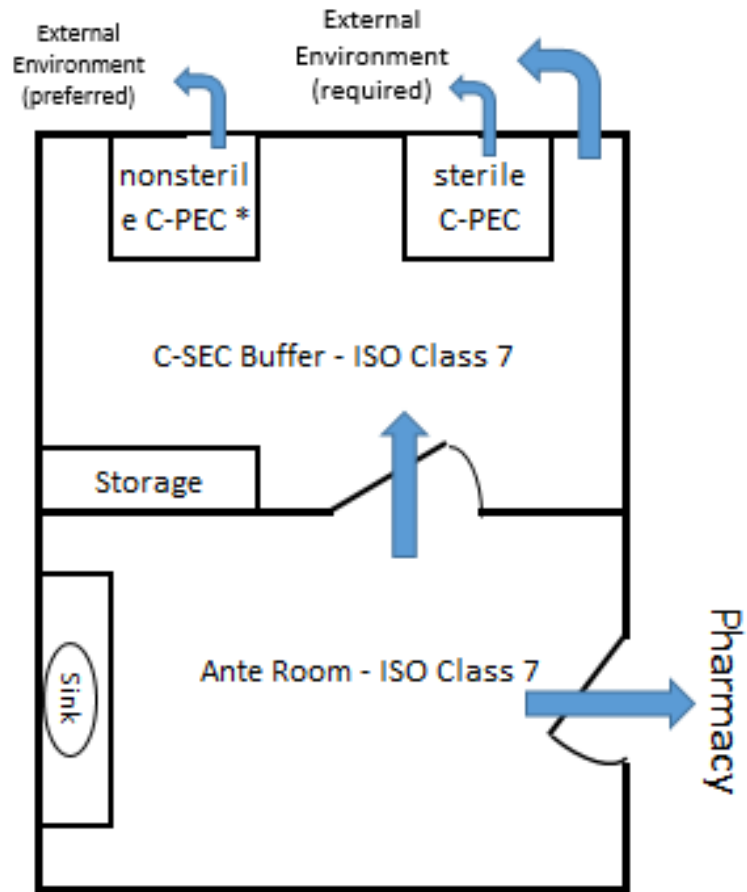 External
Environment
(preferred)
External
Environment
(required)
nonsteril
e C-PEC *
sterile
C-PEC
C-SEC Buffer - ISO Class 7
Storage
Ante Room - ISO Class 7
Sink
Pharmacy